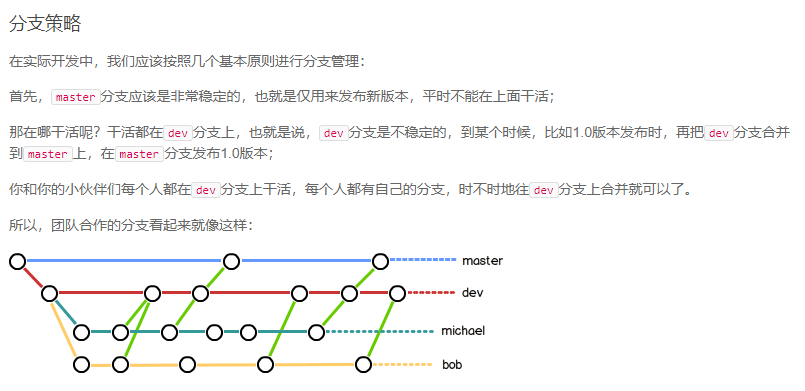 分支策略
在实际开发中，我们应该按照几个基本原则进行分支管理：
首先，master分支应该是非常稳定的，也就是仅用来发布新版本，平时不能在上面干活；
那在哪干活呢？干活都在dev分支上，也就是说，dev分支是不稳定的，到某个时候，比如1.0版本发布时，再把dev分支合并
到master上，在master分支发布1.0版本；
你和你的小伙伴们每个人都在dev分支上干活，每个人都有自己的分支，时不时地往dev分支上合并就可以了。
所以，团队合作的分支看起来就像这样：
master
dev
michael
bob